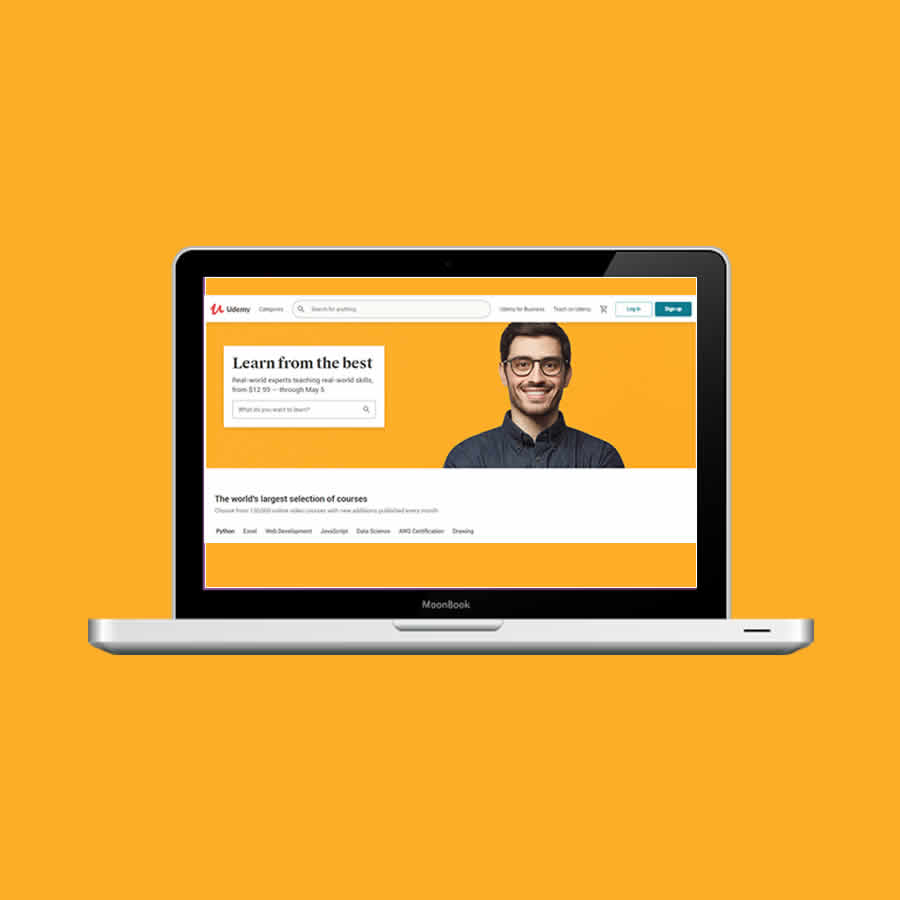 Udemy Categories Search for anything Udemy for Business Teach on Udemy Log in Sign up
Learn from the best
Real-world experts teaching real-world skills,
from $12.99 — through May 5
What do you want to learn?
The world's largest selection of courses
Choose from 130,000 online video courses with new additions published every month
Python Excel Web Development JavaScript Data Science AWS Certification Drawing
MoonBook